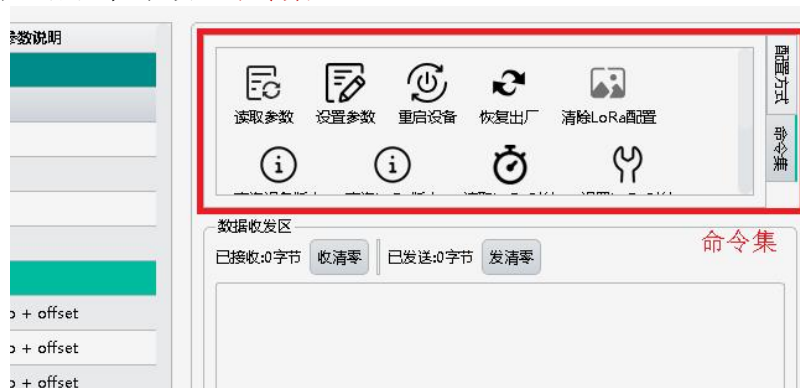 参数说明
读取参数 设置参数 重启设备 恢复出厂 清除LoRa配置
配置方式
命令集
数据收发区
命令集
已接收:0字节 收清零 已发送:0字节 发清零
o + offset
o + offset
o + offset